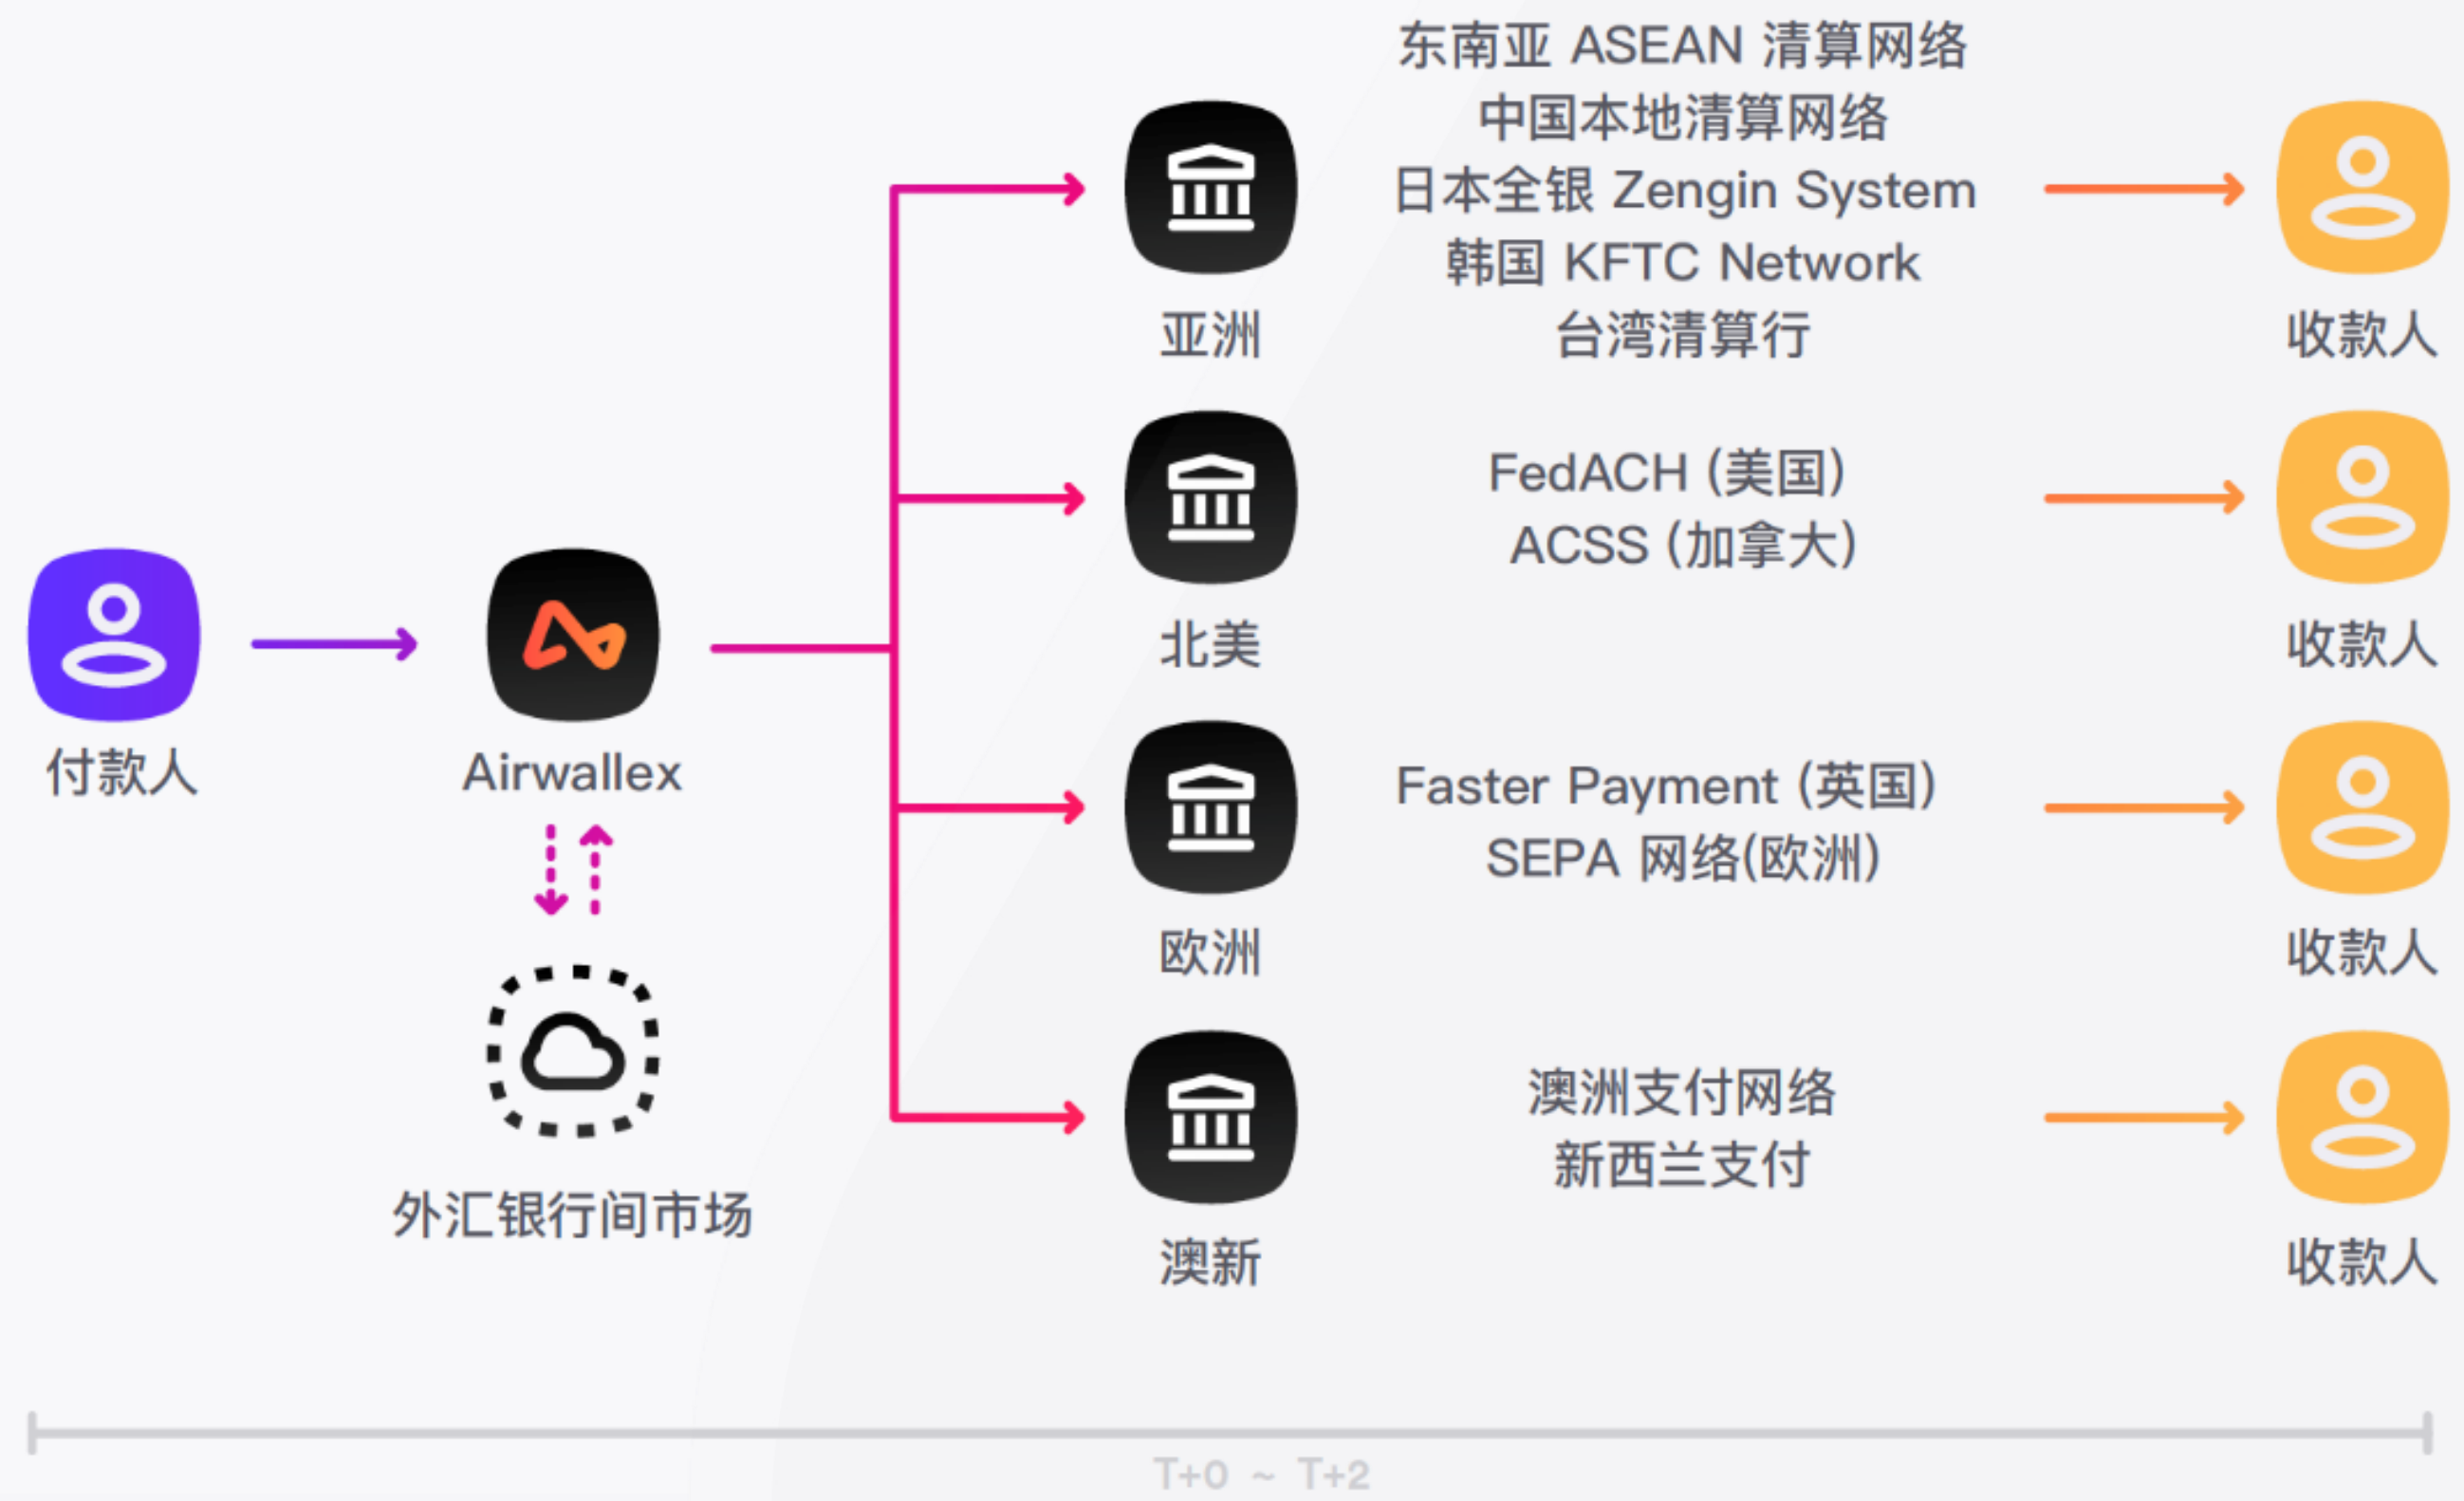 东南亚 ASEAN 清算网络
中国本地清算网络
日本全银 Zengin System
韩国 KFTC Network
台湾清算行
亚洲
收款人
FedACH (美国)
ACSS (加拿大)
北美
收款人
付款人
Airwallex
Faster Payment (英国)
SEPA 网络(欧洲)
欧洲
收款人
外汇银行间市场
澳洲支付网络
新西兰支付
澳新
收款人
T+0 ~ T+2